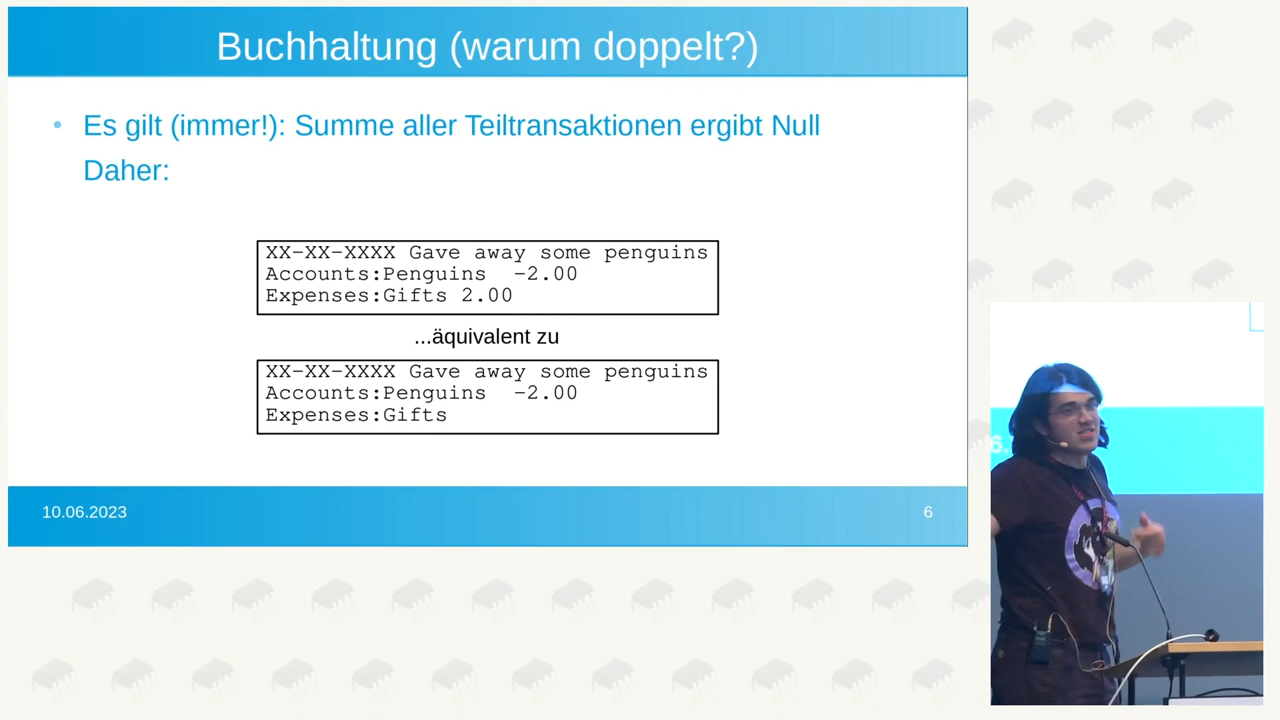 Buchhaltung (warum doppelt?)
• Es gilt (immer!): Summe aller Teiltransaktionen ergibt Null
Daher:
XX-XX-XXXX Gave away some penguins
Accounts:Penguins  -2.00
Expenses:Gifts 2.00
...äquivalent zu
XX-XX-XXXX Gave away some penguins
Accounts:Penguins  -2.00
Expenses:Gifts
10.06.2023
6
6.